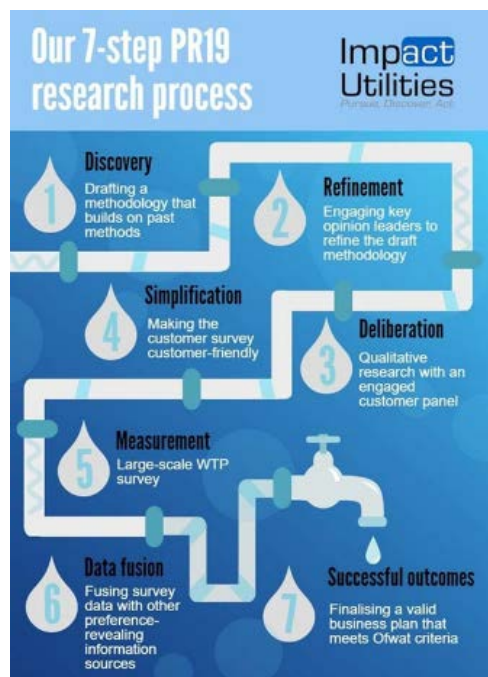 Our 7-step PR19
research process
Impact
Utilities
Pursue. Discover. Act.
1
Discovery
Drafting a
methodology that
builds on past
methods
2
Refinement
Engaging key
opinion leaders to
refine the draft
methodology
3
Deliberation
Qualitative
research with an
engaged
customer panel
4
Simplification
Making the
customer survey
customer-friendly
5
Measurement
Large-scale WTP
survey
6
Data fusion
Fusing survey
data with other
preference-
revealing
information
sources
7
Successful outcomes
Finalising a valid
business plan that
meets Ofwat criteria